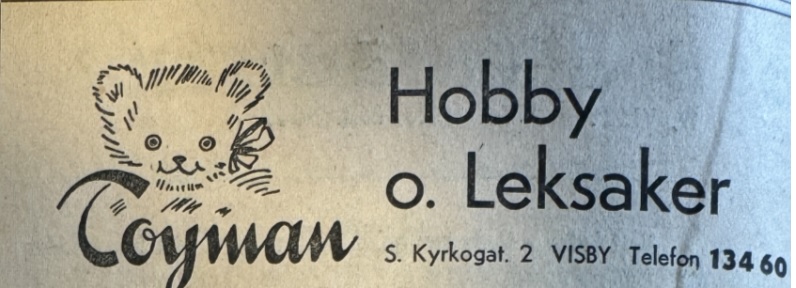 Toyman
Hobby
o. Leksaker
S. Kyrkogat. 2 VISBY Telefon 134 60